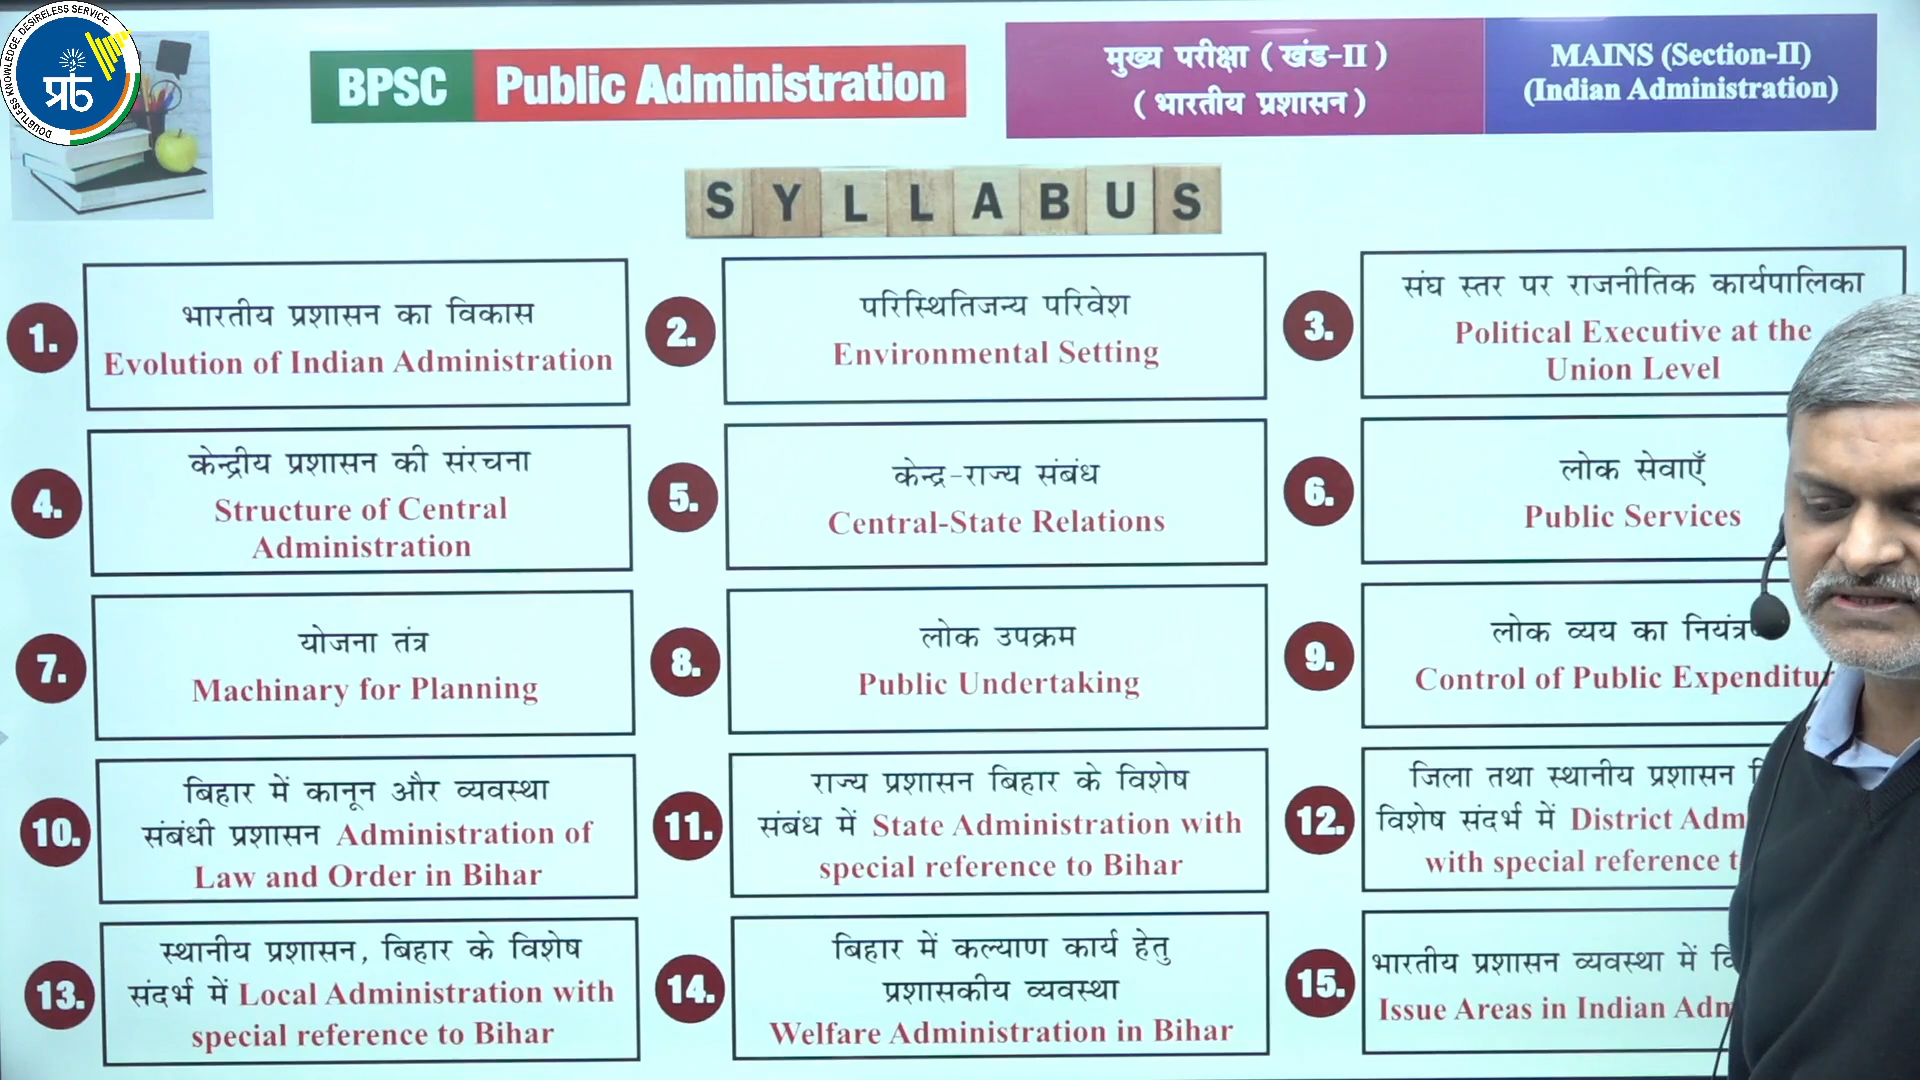 DOUBTLESS KNOWLEDGE, DESIRELESS SERVICE.
प्रह
BPSC Public Administration
मुख्य परीक्षा ( खंड-II )
( भारतीय प्रशासन )
MAINS (Section-II)
(Indian Administration)
SYLLABUS
1.
भारतीय प्रशासन का विकास
Evolution of Indian Administration
2.
परिस्थितिजन्य परिवेश
Environmental Setting
3.
संघ स्तर पर राजनीतिक कार्यपालिका
Political Executive at the
Union Level
4.
केन्द्रीय प्रशासन की संरचना
Structure of Central
Administration
5.
केन्द्र-राज्य संबंध
Central-State Relations
6.
लोक सेवाएँ
Public Services
7.
योजना तंत्र
Machinary for Planning
8.
लोक उपक्रम
Public Undertaking
9.
लोक व्यय का
Control of Public
10.
बिहार में कानून और व्यवस्था
संबंधी प्रशासन Administration of
Law and Order in Bihar
11.
राज्य प्रशासन बिहार के विशेष
संबंध में State Administration with
special reference to Bihar
12.
जिला तथा स्थानीय प्रशासन
विशेष संदर्भ में District
with special reference
13.
स्थानीय प्रशासन, बिहार के विशेष
संदर्भ में Local Administration with
special reference to Bihar
14.
बिहार में कल्याण कार्य हेतु
प्रशासकीय व्यवस्था
Welfare Administration in Bihar
15.
भारतीय प्रशासन व्यवस्था में
Issue Areas in Indian